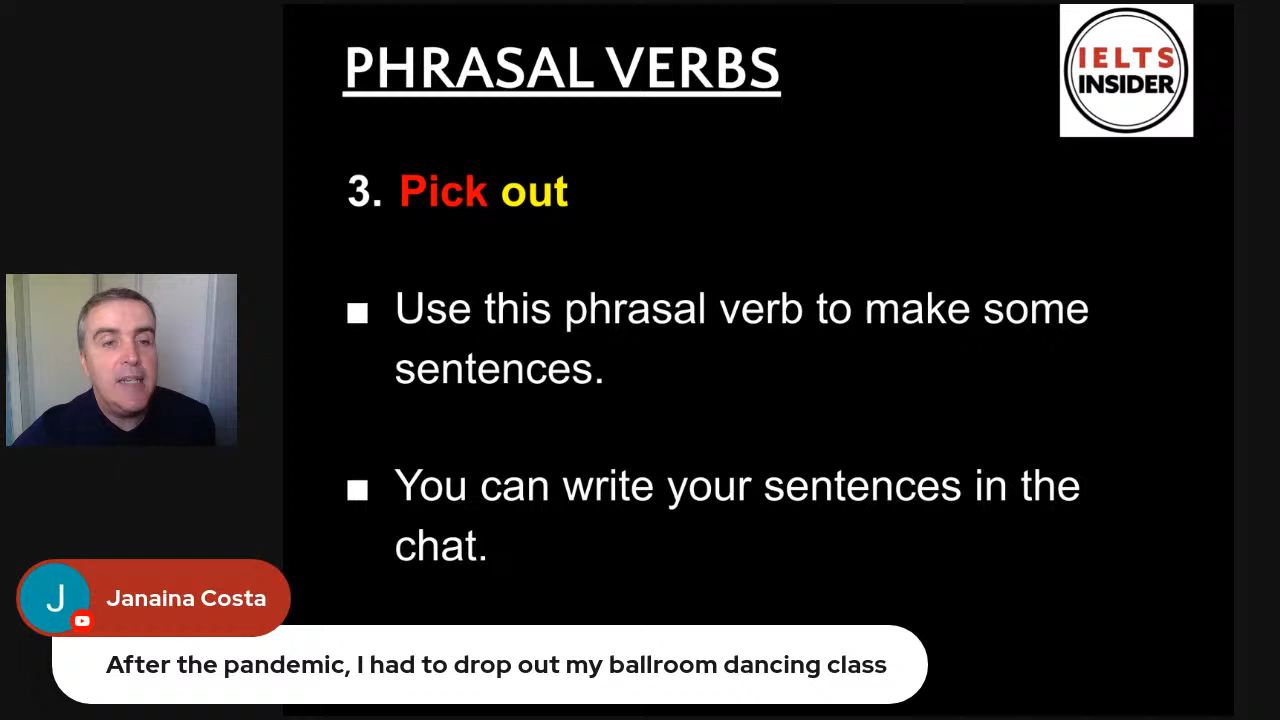 PHRASAL VERBS
IELTS
INSIDER
3. Pick out
■ Use this phrasal verb to make some
sentences.
■ You can write your sentences in the
chat.
J
Janaina Costa
After the pandemic, I had to drop out my ballroom dancing class